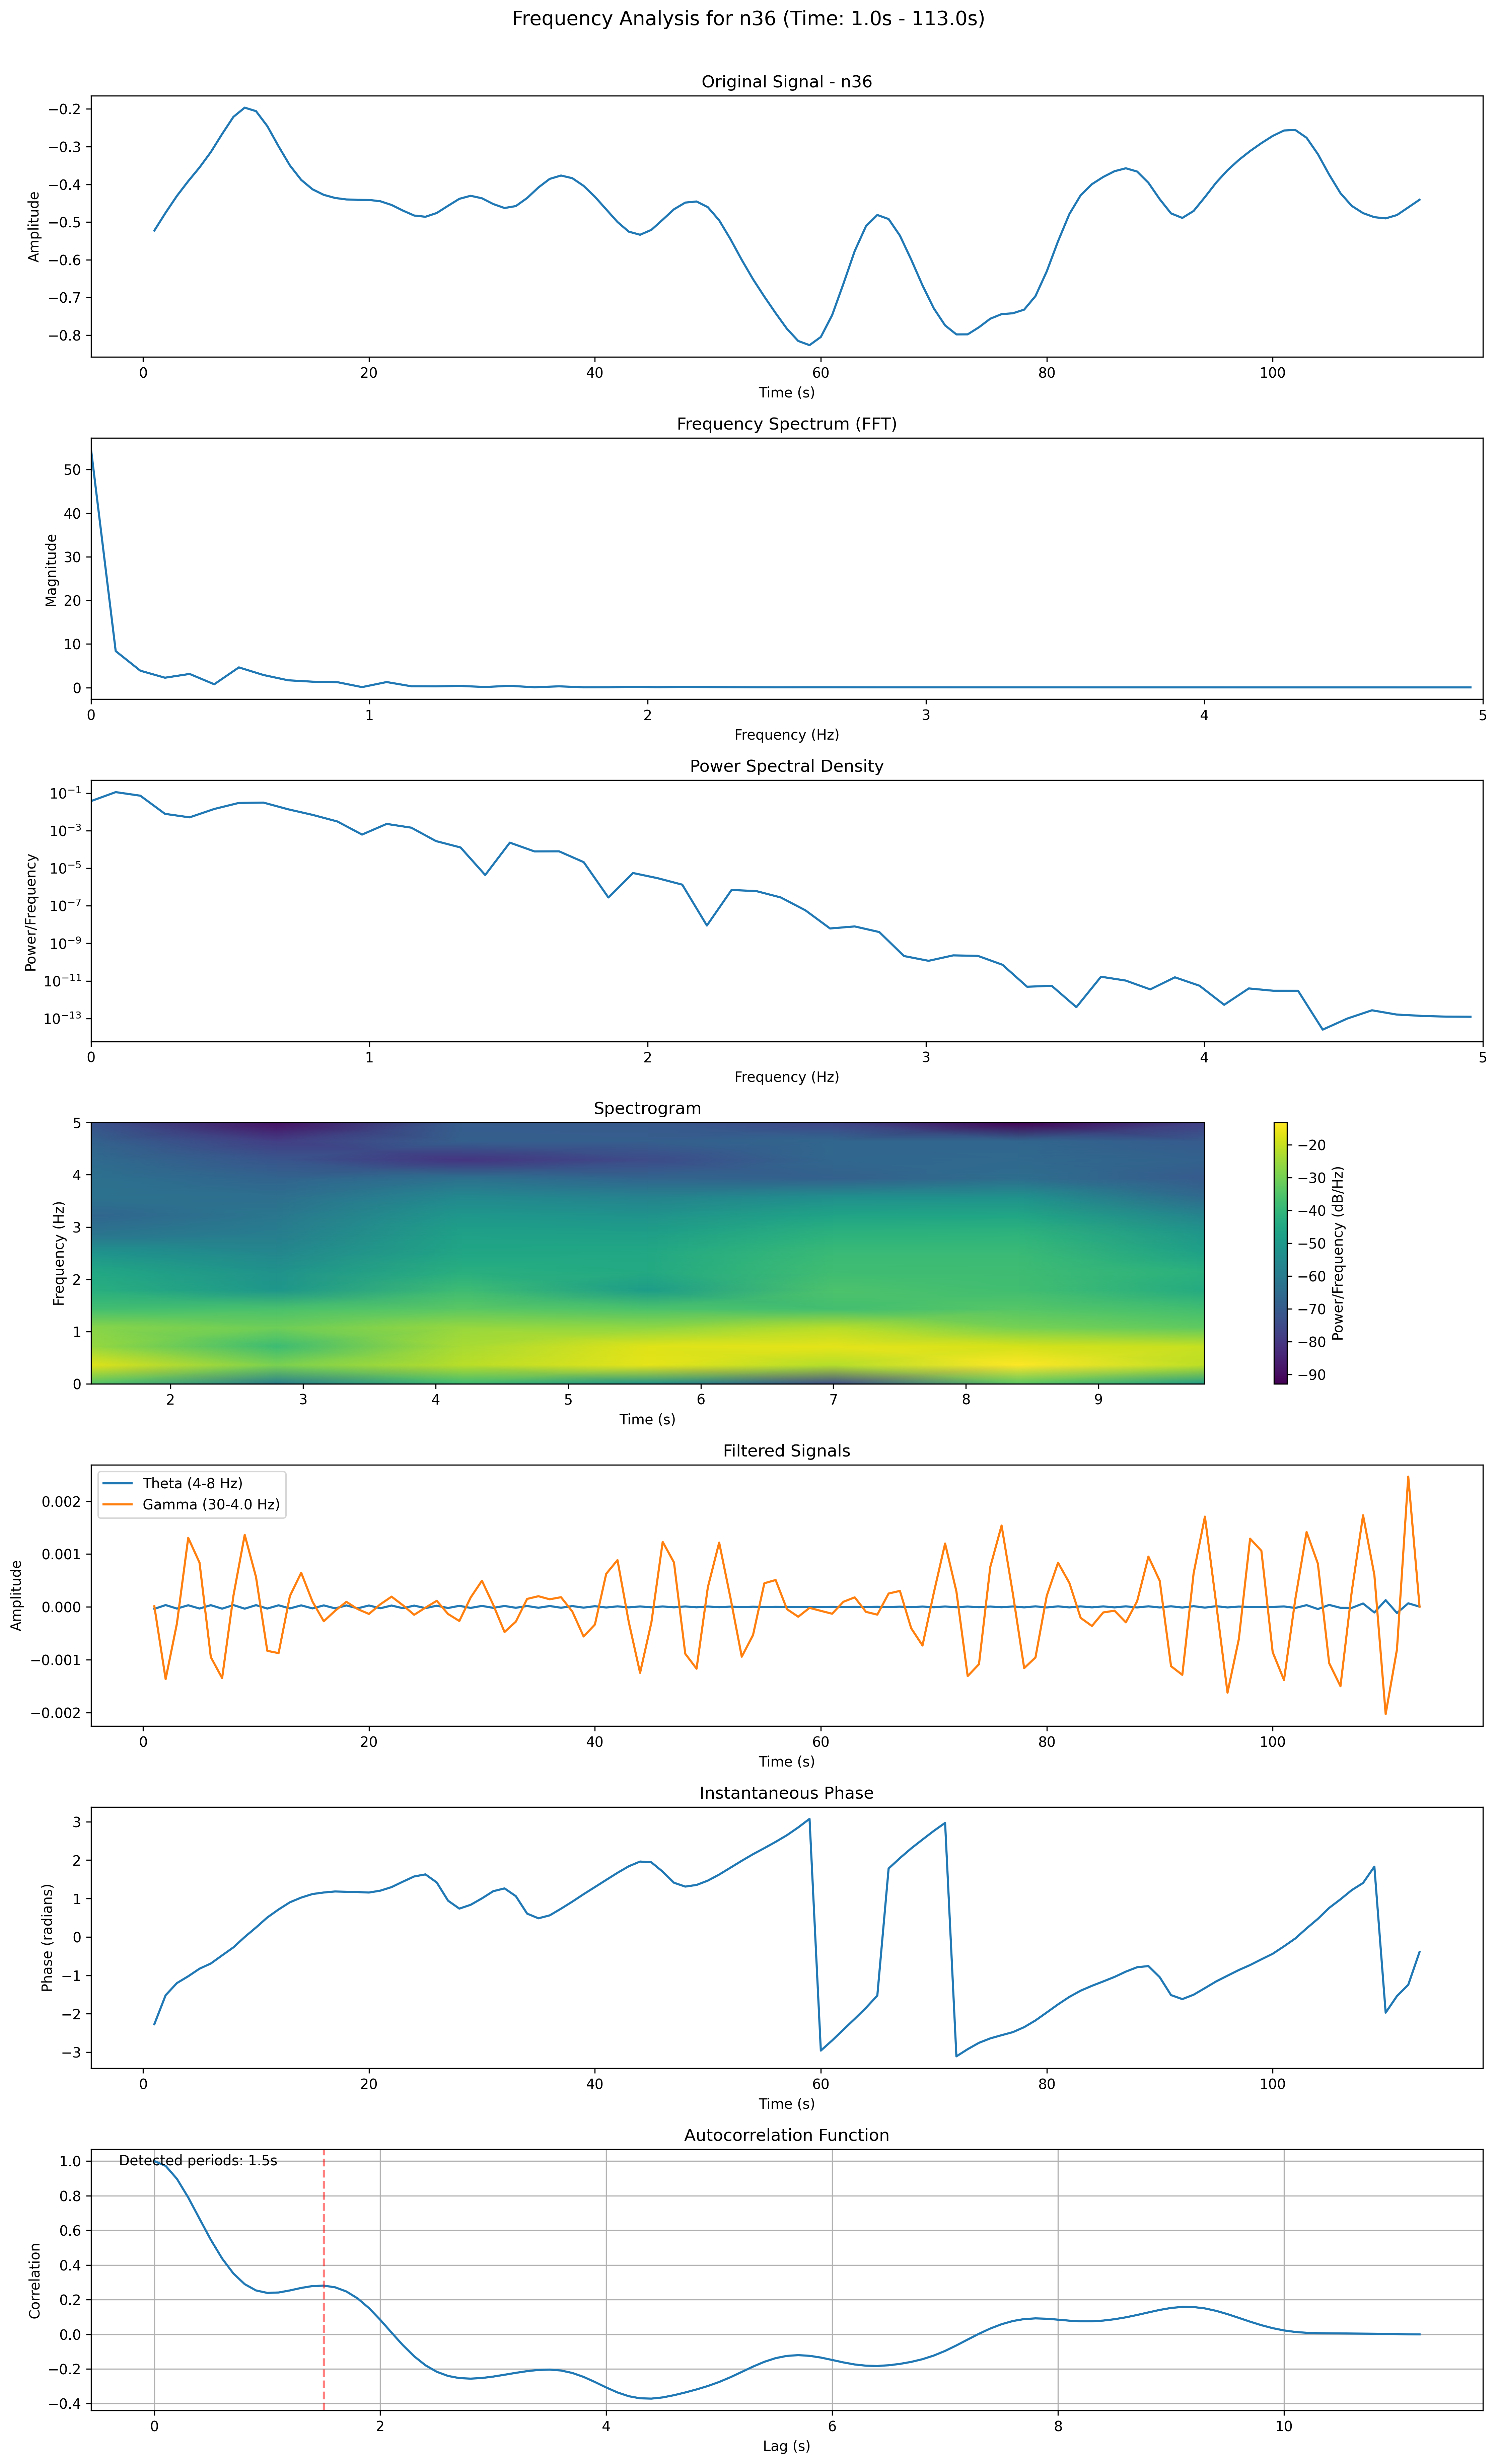 Frequency Analysis for n36 (Time: 1.0s - 113.0s)
Original Signal - n36
Amplitude
−0.2
−0.3
−0.4
−0.5
−0.6
−0.7
−0.8
0 20 40 60 80 100
Time (s)
Frequency Spectrum (FFT)
Magnitude
50
40
30
20
10
0
0 1 2 3 4 5
Frequency (Hz)
Power Spectral Density
Power/Frequency
10⁻¹
10⁻³
10⁻⁵
10⁻⁷
10⁻⁹
10⁻¹¹
10⁻¹³
0 1 2 3 4 5
Frequency (Hz)
Spectrogram
Frequency (Hz)
5
4
3
2
1
0
2 3 4 5 6 7 8 9
Time (s)
−20
−30
−40
−50
−60
−70
−80
−90
Power/Frequency (dB/Hz)
Filtered Signals
Theta (4-8 Hz)
Gamma (30-4.0 Hz)
Amplitude
0.002
0.001
0.000
−0.001
−0.002
0 20 40 60 80 100
Time (s)
Instantaneous Phase
Phase (radians)
3
2
1
0
−1
−2
−3
0 20 40 60 80 100
Time (s)
Autocorrelation Function
Detected periods: 1.5s
Correlation
1.0
0.8
0.6
0.4
0.2
0.0
−0.2
−0.4
0 2 4 6 8 10
Lag (s)